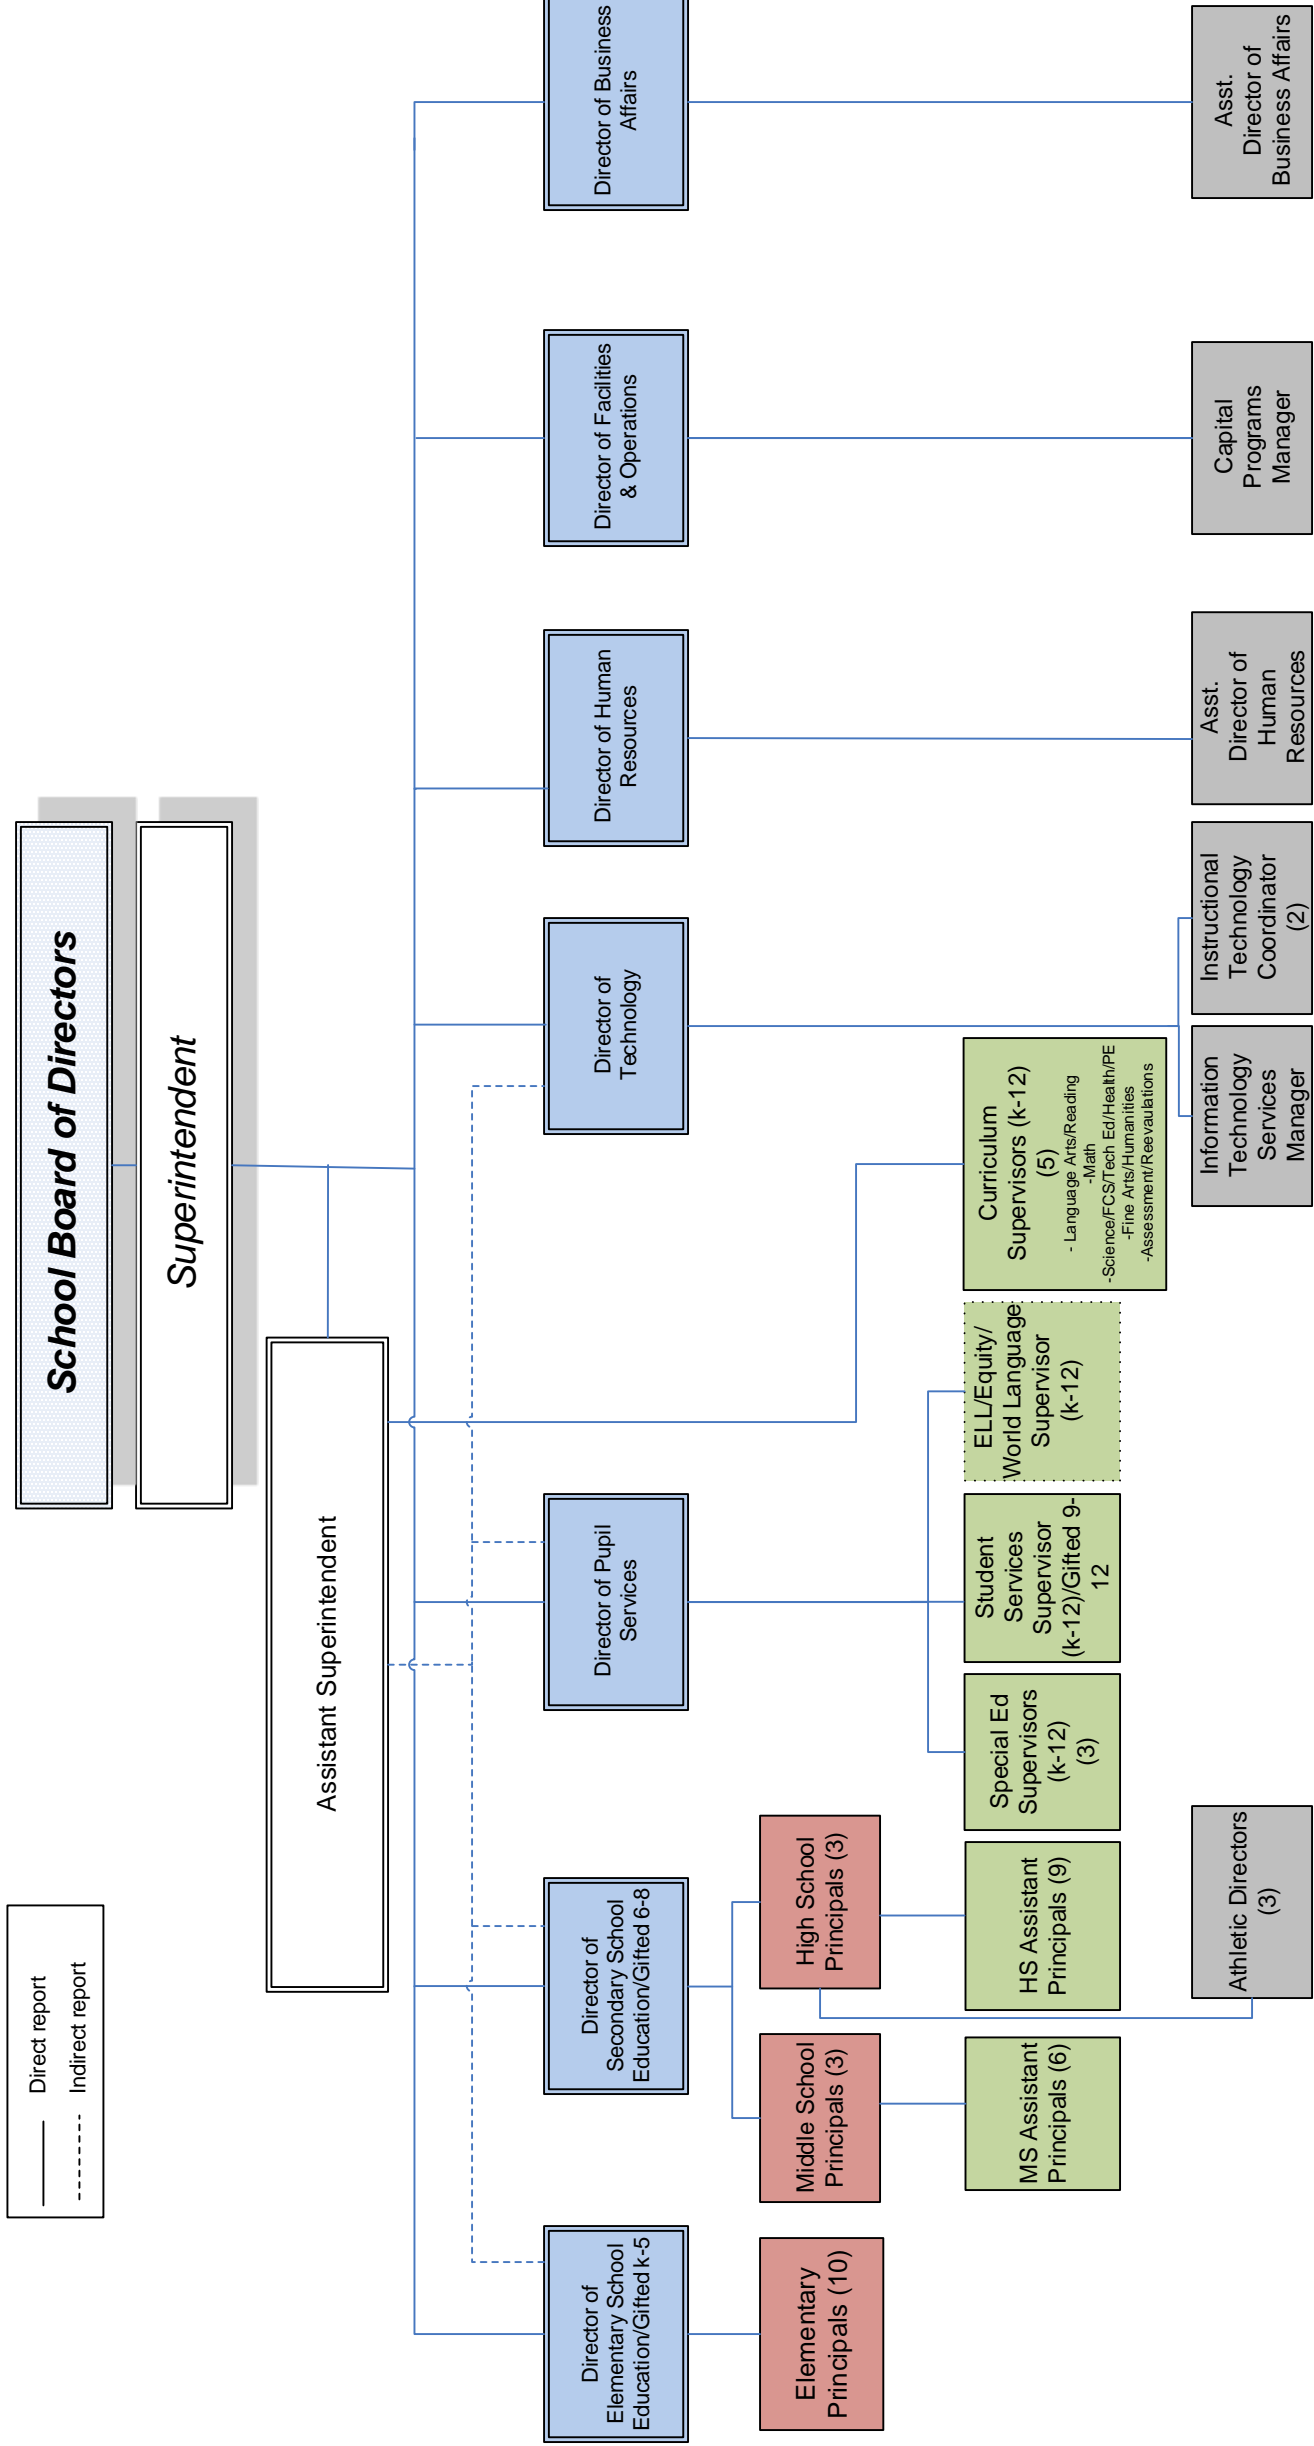 Direct report
Indirect report
School Board of Directors
Superintendent
Assistant Superintendent
Director of
Elementary School
Education/Gifted k-5
Director of
Secondary School
Education/Gifted 6-8
Director of Pupil
Services
Director of
Technology
Director of Human
Resources
Director of Facilities
& Operations
Director of Business
Affairs
Elementary
Principals (10)
Middle School
Principals (3)
High School
Principals (3)
MS Assistant
Principals (6)
HS Assistant
Principals (9)
Special Ed
Supervisors
(k-12)
(3)
Student
Services
Supervisor
(k-12)/Gifted 9-
12
ELL/Equity/
World Language
Supervisor
(k-12)
Curriculum
Supervisors (k-12)
(5)
- Language Arts/Reading
-Math
-Science/FCS/Tech Ed/Health/PE
-Fine Arts/Humanities
-Assessment/Reevaulations
Athletic Directors
(3)
Information
Technology
Services
Manager
Instructional
Technology
Coordinator
(2)
Asst.
Director of
Human
Resources
Capital
Programs
Manager
Asst.
Director of
Business Affairs